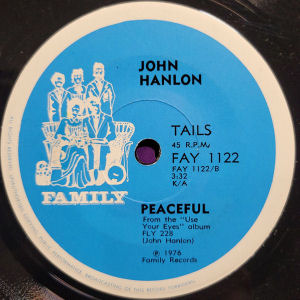 JOHN
HANLON
TAILS
45 R.P.M.
FAY 1122
FAY 1122/B
3:32
K/A
FAMILY
PEACEFUL
From the "Use
Your Eyes" album
FLY 228
(John Hanlon)
℗ 1976
Family Records